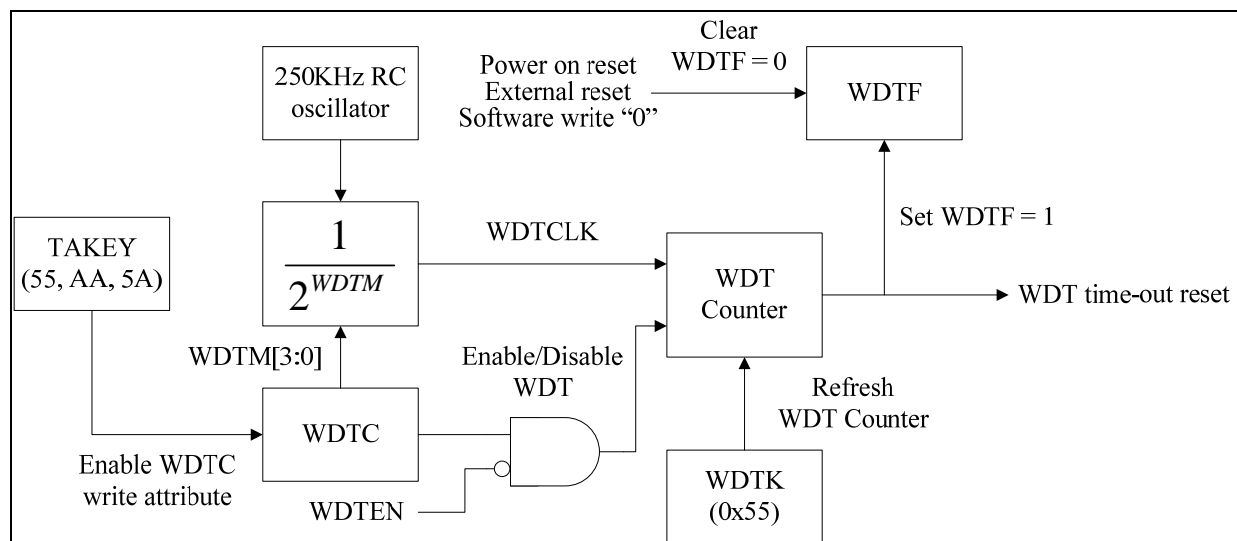 Clear
WDTF = 0
Power on reset
External reset
Software write “0”
WDTF
250KHz RC
oscillator
Set WDTF = 1
TAKEY
(55, AA, 5A)
1
2^WDTM
WDTCLK
WDT
Counter
WDT time-out reset
WDTM[3:0]
Enable/Disable
WDT
Refresh
WDT Counter
WDTC
Enable WDTC
write attribute
WDTEN
WDTK
(0x55)